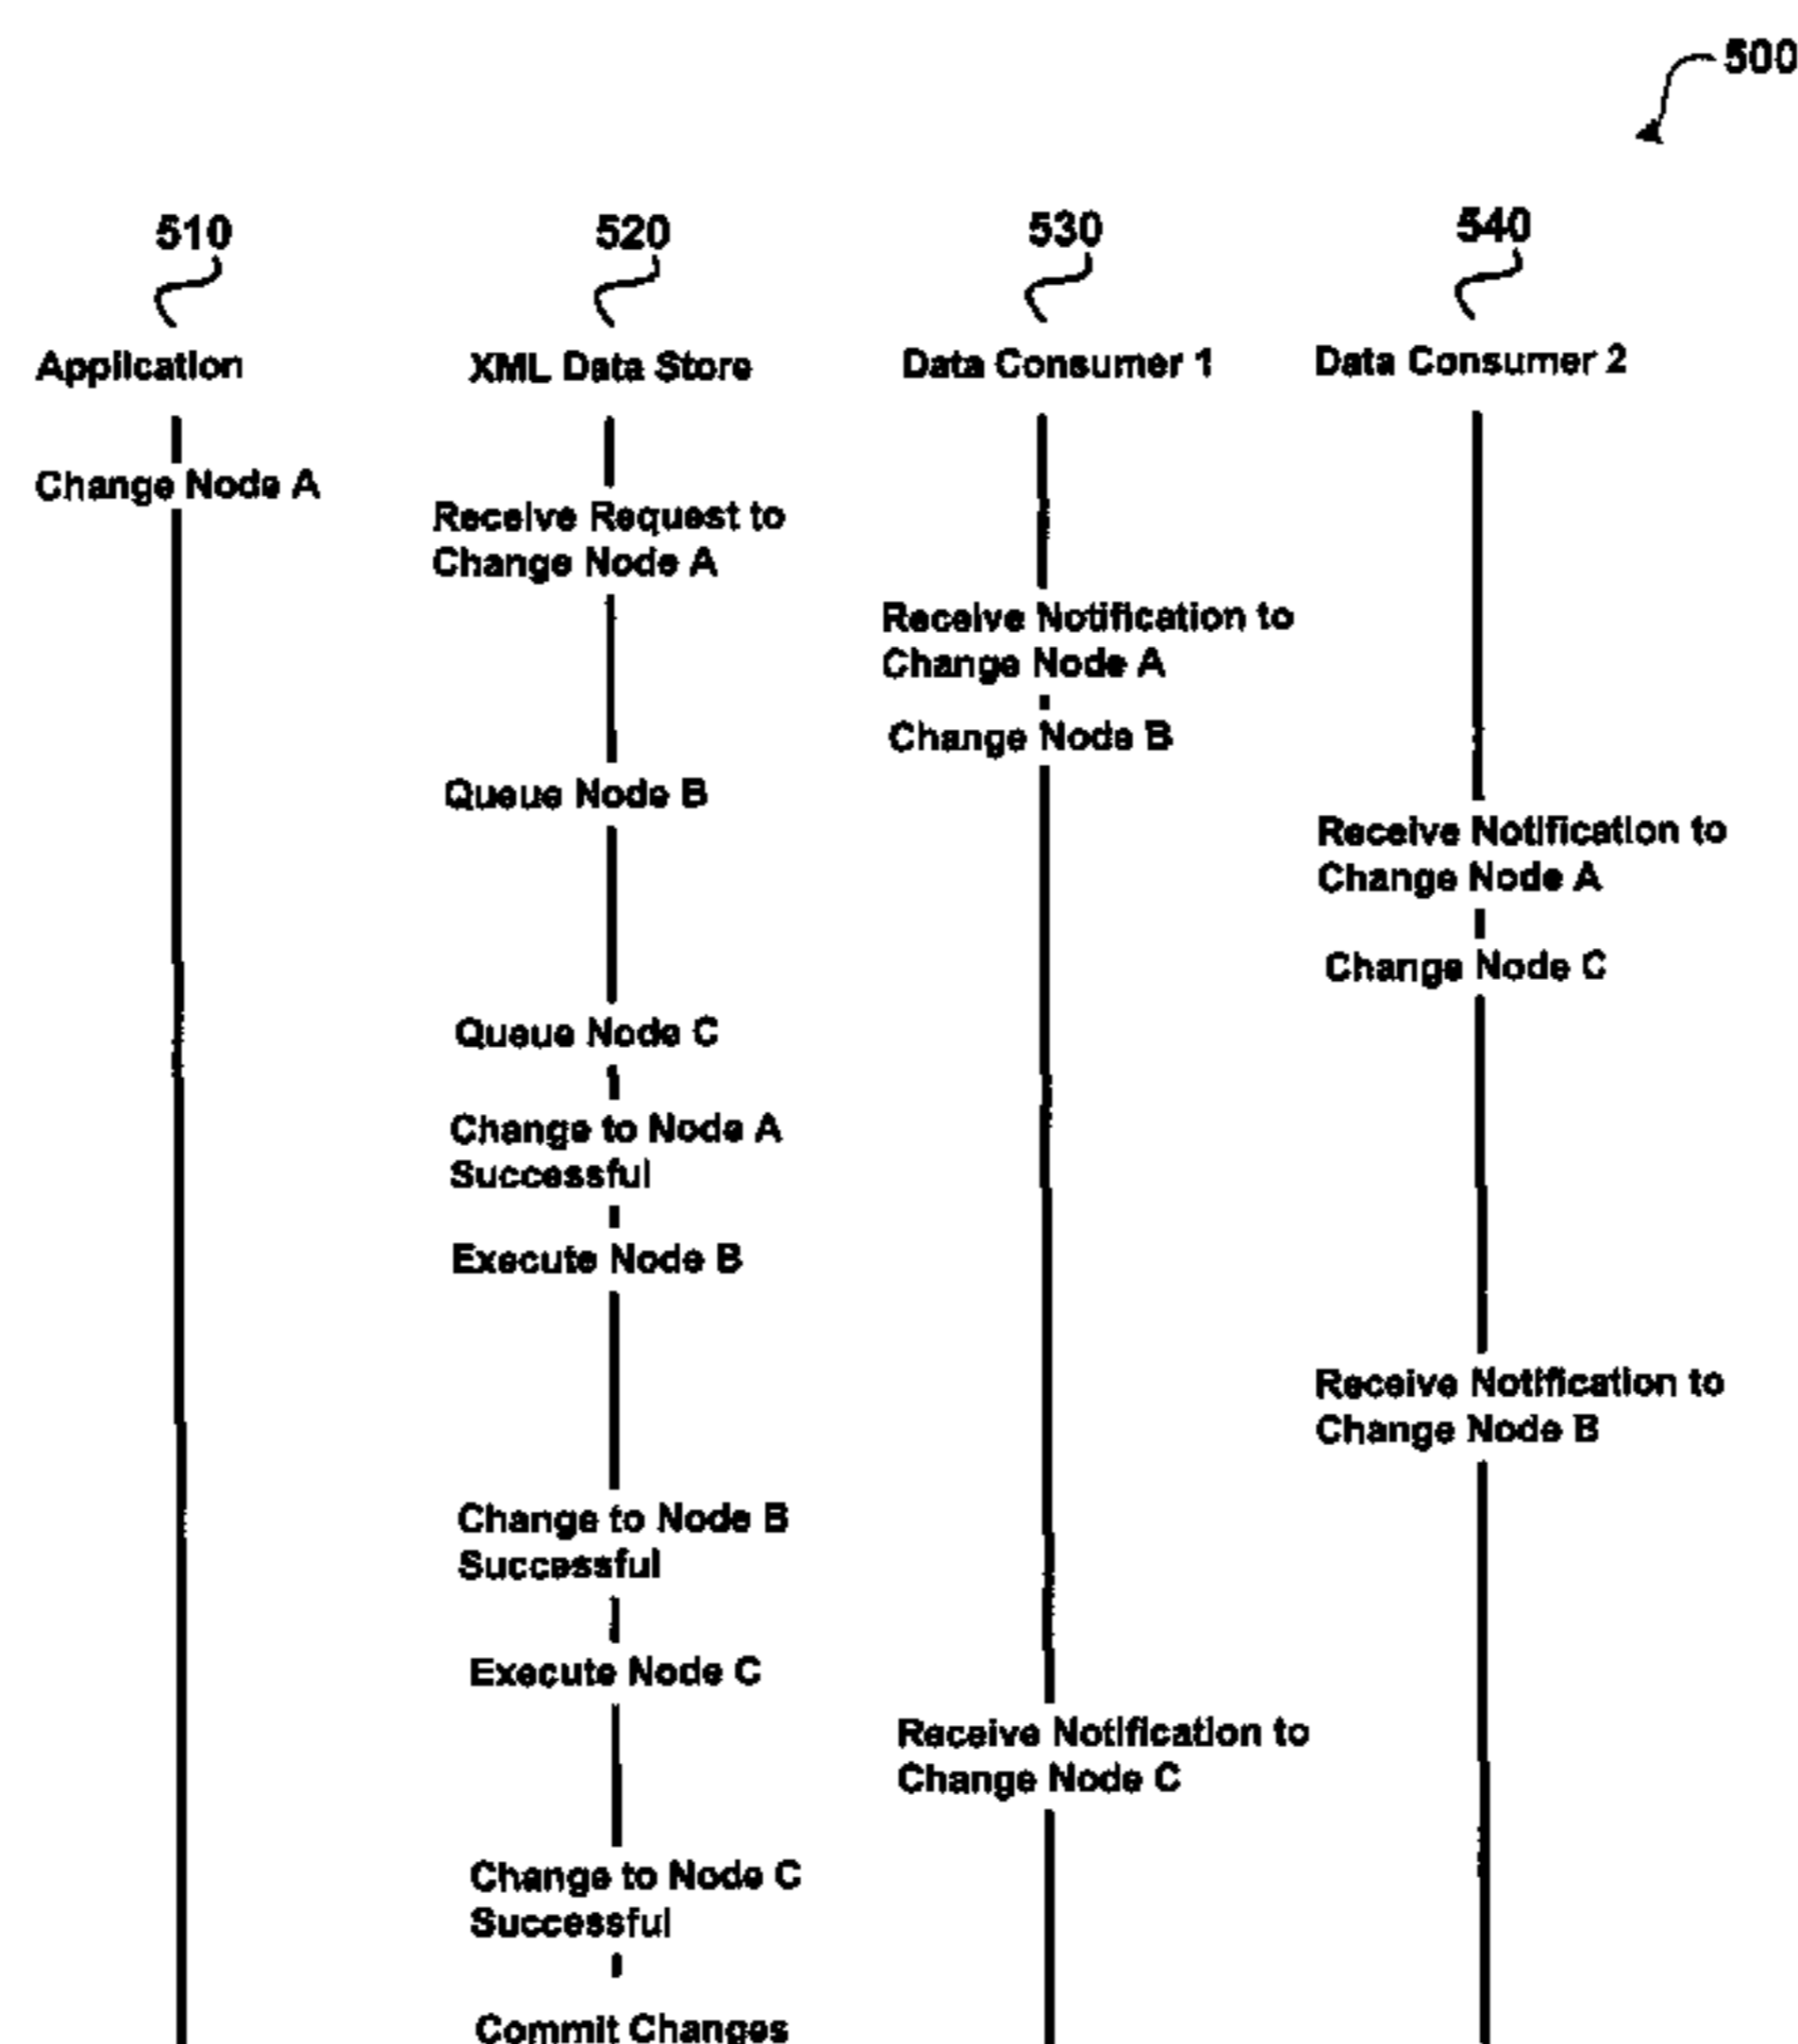 500
510
520
530
540
Application
XML Data Store
Data Consumer 1
Data Consumer 2
Change Node A
Receive Request to
Change Node A
Receive Notification to
Change Node A
Change Node B
Queue Node B
Receive Notification to
Change Node A
Change Node C
Queue Node C
Change to Node A
Successful
Execute Node B
Receive Notification to
Change Node B
Change to Node B
Successful
Execute Node C
Receive Notification to
Change Node C
Change to Node C
Successful
Commit Changes